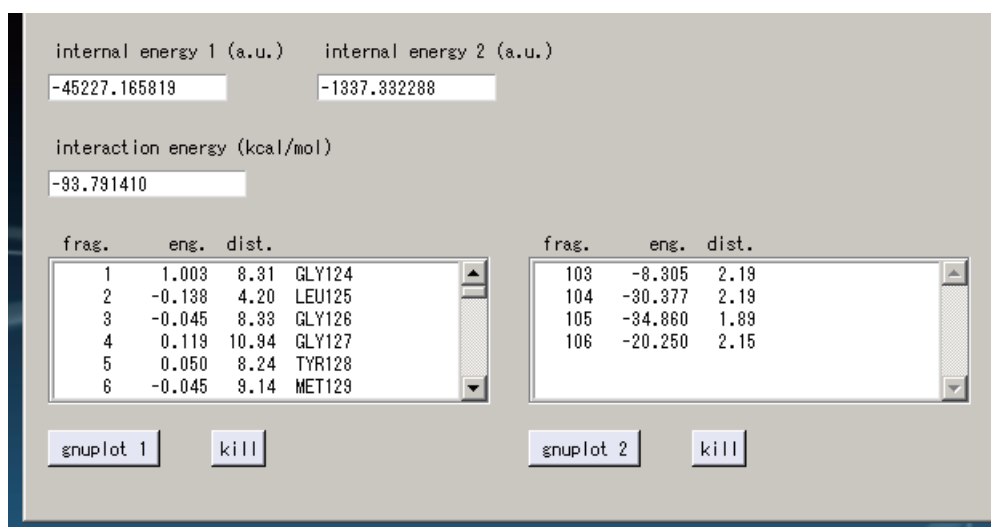 internal energy 1 (a.u.) internal energy 2 (a.u.)
-45227.165819 -1337.332288
interaction energy (kcal/mol)
-93.791410
frag. eng. dist. frag. eng. dist.
1 1.003 8.31 GLY124 103 -8.305 2.19
2 -0.138 4.20 LEU125 104 -30.377 2.19
3 -0.045 8.33 GLY126 105 -34.860 1.89
4 0.119 10.94 GLY127 106 -20.250 2.15
5 0.050 8.24 TYR128
6 -0.045 9.14 MET129
gnuplot 1 kill gnuplot 2 kill